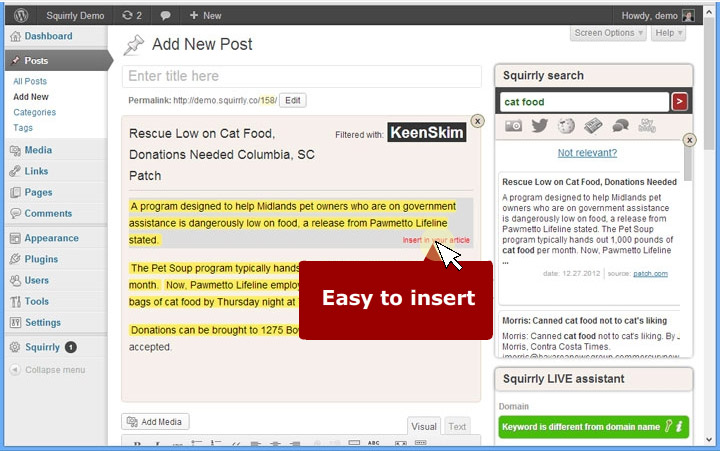 Squirrly Demo 2 + New Howdy, demo
Screen Options Help
Dashboard
Posts
All Posts
Add New
Categories
Tags
Media
Links
Pages
Comments
Appearance
Plugins
Users
Tools
Settings
Squirrly 1
Collapse menu
Add New Post
Enter title here
Permalink: http://demo.squirrly.co/158/ Edit
Rescue Low on Cat Food,
Donations Needed Columbia, SC
Patch
Filtered with: KeenSkim
x
A program designed to help Midlands pet owners who are on government
assistance is dangerously low on food, a release from Pawmetto Lifeline
stated.
Insert in your article
The Pet Soup program typically hands
month. Now, Pawmetto Lifeline employ
bags of cat food by Thursday night at
Donations can be brought to 1275 Bo
accepted.
Easy to insert
Add Media
Visual Text
B I ABC
Squirrly search
cat food >
x
Not relevant?
Rescue Low on Cat Food, Donations Needed
A program designed to help Midlands pet
owners who are on government assistance is
dangerously low on food, a release from
Pawmetto Lifeline stated. The Pet Soup
program typically hands out 1,000 pounds of
cat food per month. Now, Pawmetto Lifeline
...
date: 12.27.2012 source: patch.com
Morris: Canned cat food not to cat's liking
Morris: Canned cat food not to cat's liking. By
Morris, Contra Costa Times.
Squirrly LIVE assistant
Domain
Keyword is different from domain name